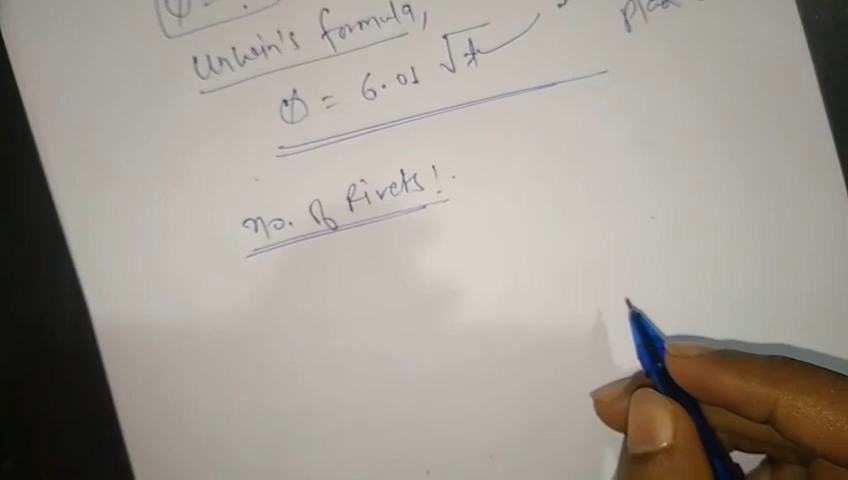 Unwin's formula,
φ = 6.01 √t
No. of Rivets: